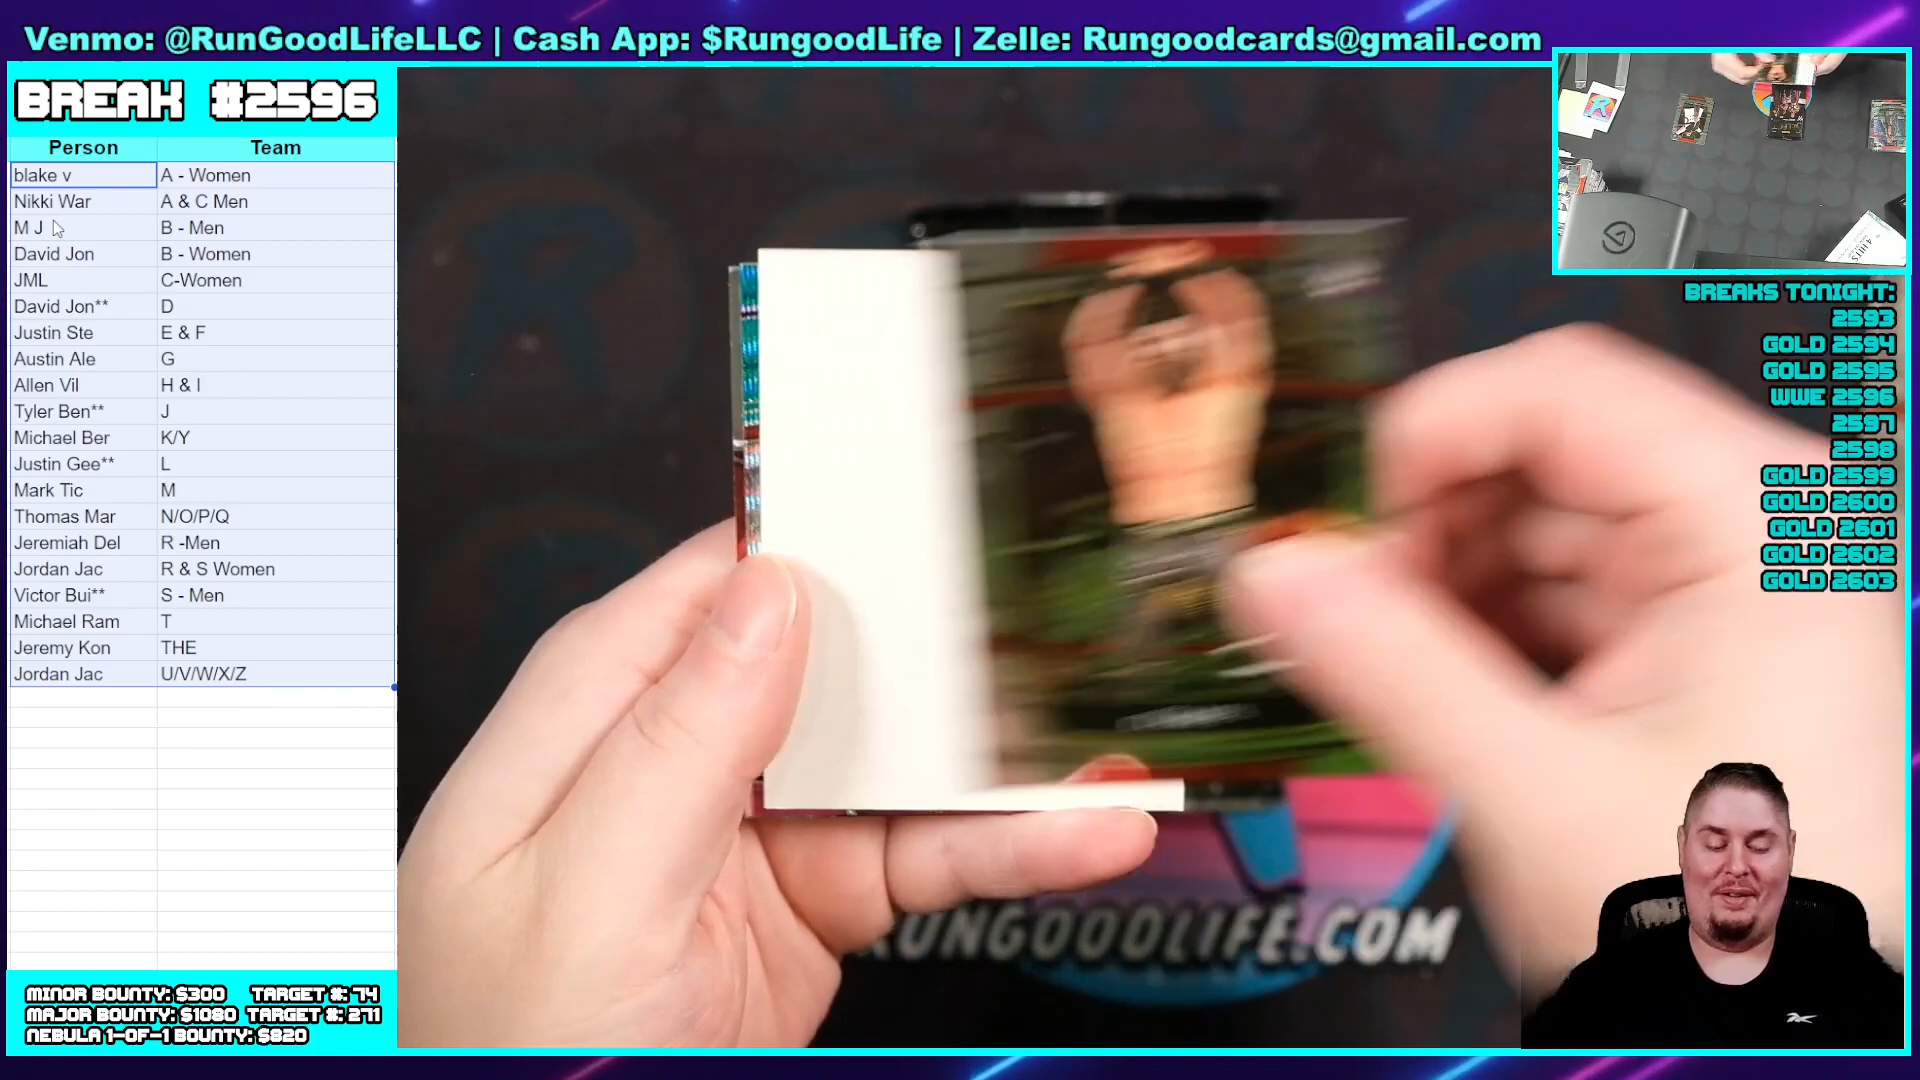 Venmo: @RunGoodLifeLLC | Cash App: $RungoodLife | Zelle: Rungoodcards@gmail.com
BREAK #2596
Person Team
blake v A - Women
Nikki War A & C Men
M J B - Men
David Jon B - Women
JML C-Women
David Jon** D
Justin Ste E & F
Austin Ale G
Allen Vil H & I
Tyler Ben** J
Michael Ber K/Y
Justin Gee** L
Mark Tic M
Thomas Mar N/O/P/Q
Jeremiah Del R -Men
Jordan Jac R & S Women
Victor Bui** S - Men
Michael Ram T
Jeremy Kon THE
Jordan Jac U/V/W/X/Z
MINOR BOUNTY: $300 TARGET #: 74
MAJOR BOUNTY: $1080 TARGET #: 271
NEBULA 1-OF-1 BOUNTY: $820
4 HITS
BREAKS TONIGHT:
2593
GOLD 2594
GOLD 2595
WWE 2596
2597
2598
GOLD 2599
GOLD 2600
GOLD 2601
GOLD 2602
GOLD 2603
RUNGOODLIFE.COM